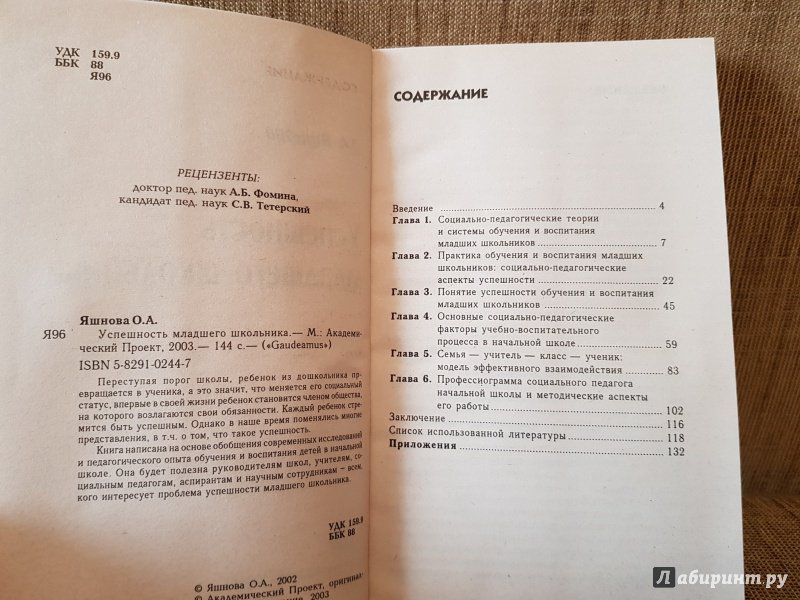 УДК 159.9
ББК 88
Я96
РЕЦЕНЗЕНТЫ:
доктор пед. наук А.Б. Фомина,
кандидат пед. наук С.В. Тетерский
Яшнова О.А.
Я96 Успешность младшего школьника.— М.: Академи-
ческий Проект, 2003.— 144 с.— («Gaudeamus»)
ISBN 5-8291-0244-7
Переступая порог школы, ребенок из дошкольника пре-
вращается в ученика, а это значит, что меняется его социальный
статус, впервые в своей жизни ребенок становится членом общества,
на которого возлагаются свои обязанности. Каждый ребенок стре-
мится быть успешным. Однако в наше время поменялись многие
представления, в т.ч. о том, что такое успешность.
Книга написана на основе обобщения современных исследований
и педагогического опыта обучения и воспитания детей в начальной
школе. Она будет полезна руководителям школ, учителям, со-
циальным педагогам, аспирантам и научным сотрудникам — всем,
кого интересует проблема успешности младшего школьника.
УДК 159.9
ББК 88
© Яшнова О.А., 2002
© Академический Проект, оригинал-
2003
СОДЕРЖАНИЕ
Введение 4
Глава 1. Социально-педагогические теории
и системы обучения и воспитания
младших школьников 7
Глава 2. Практика обучения и воспитания младших
школьников: социально-педагогические
аспекты успешности 22
Глава 3. Понятие успешности обучения и воспитания
младших школьников 45
Глава 4. Основные социально-педагогические
факторы учебно-воспитательного
процесса в начальной школе 59
Глава 5. Семья — учитель — класс — ученик:
модель эффективного взаимодействия 83
Глава 6. Профессиограмма социального педагога
начальной школы и методические аспекты
его работы 102
Заключение 116
Список использованной литературы 118
Приложения 132
Лабиринт.ру